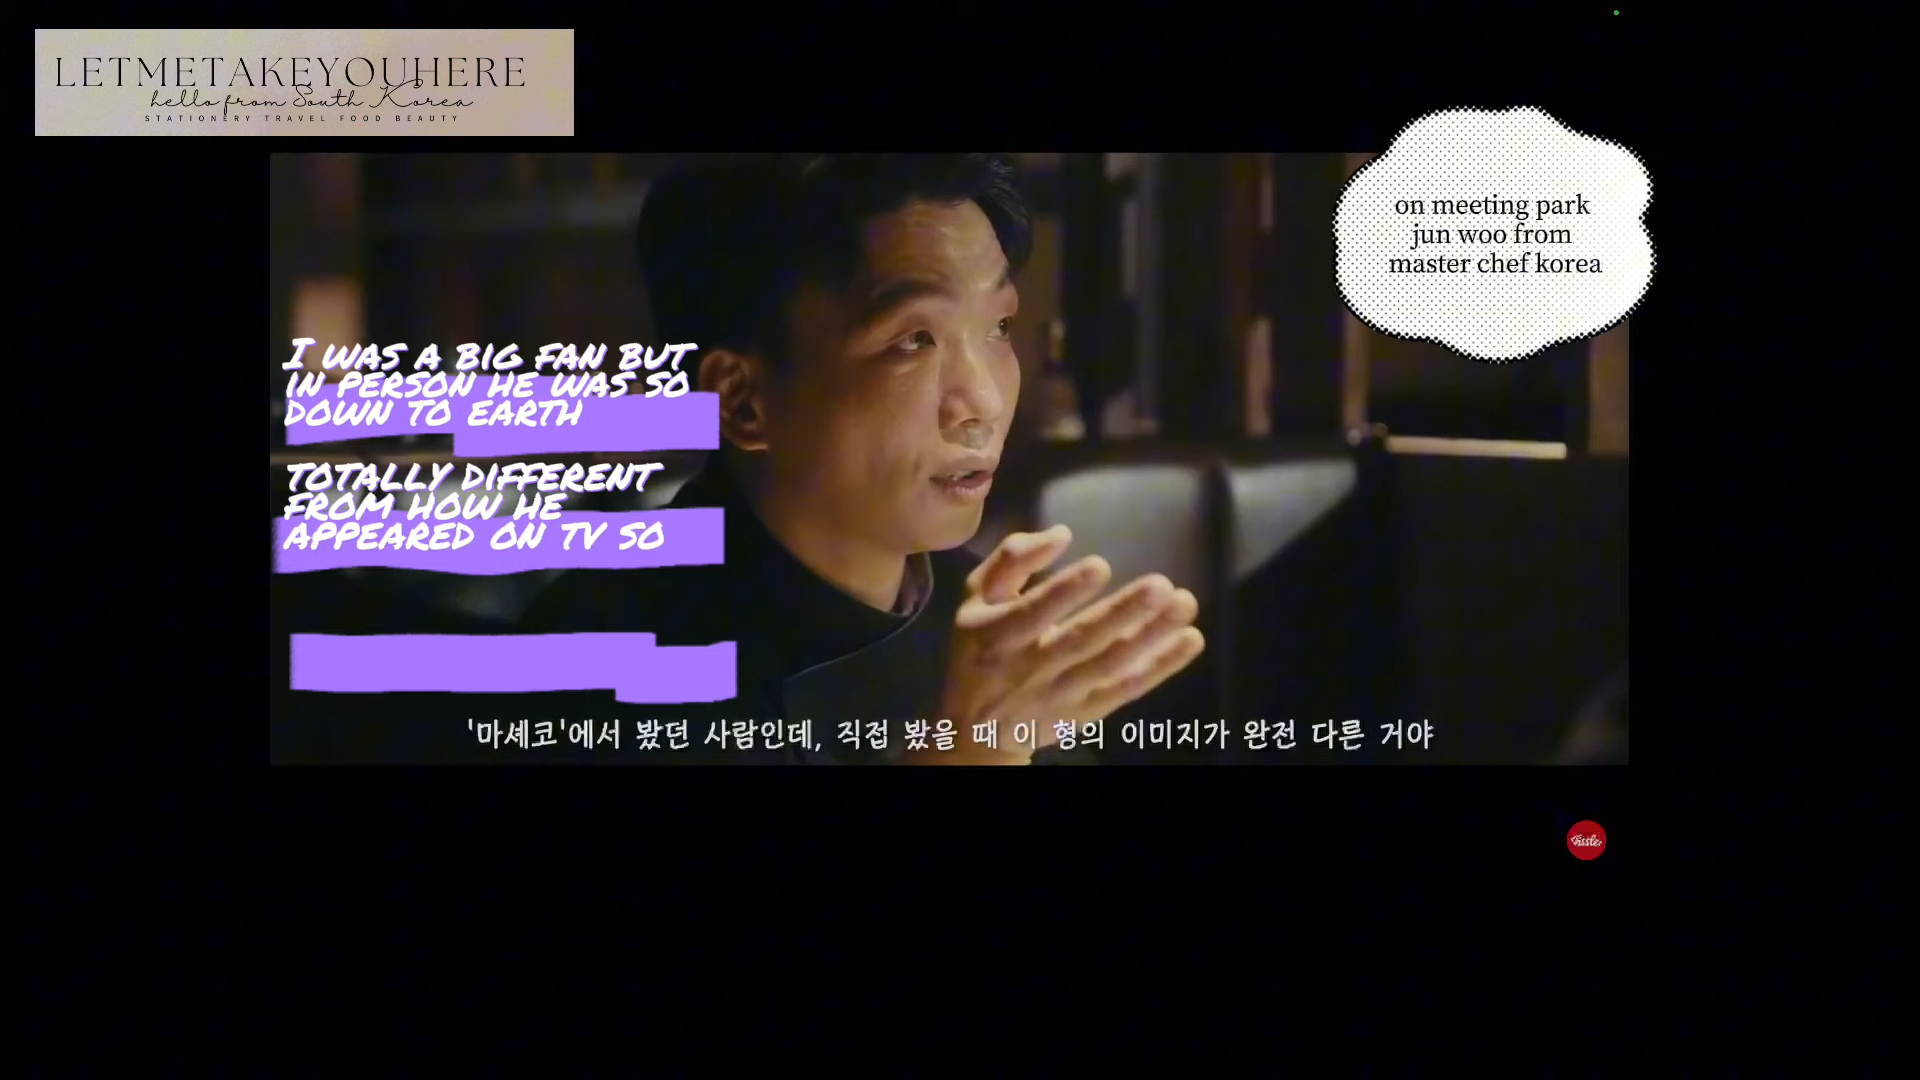 LETMETAKEYOUHERE
hello from South Korea
STATIONERY TRAVEL FOOD BEAUTY
on meeting park
jun woo from
master chef korea
I WAS A BIG FAN BUT
IN PERSON HE WAS SO
DOWN TO EARTH
TOTALLY DIFFERENT
FROM HOW HE
APPEARED ON TV SO
'마셰코'에서 봤던 사람인데, 직접 봤을 때 이 형의 이미지가 완전 다른 거야